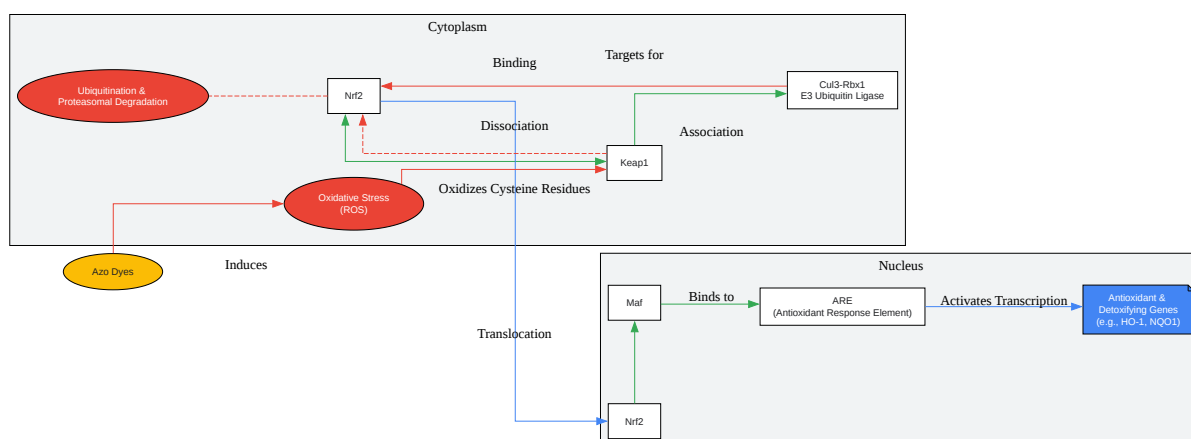 Cytoplasm
Targets for
Binding
Ubiquitination &
Proteasomal Degradation
Nrf2
Cul3-Rbx1
E3 Ubiquitin Ligase
Dissociation
Association
Keap1
Oxidizes Cysteine Residues
Oxidative Stress
(ROS)
Induces
Azo Dyes
Nucleus
Maf
Binds to
ARE
(Antioxidant Response Element)
Activates Transcription
Antioxidant &
Detoxifying Genes
(e.g., HO-1, NQO1)
Translocation
Nrf2